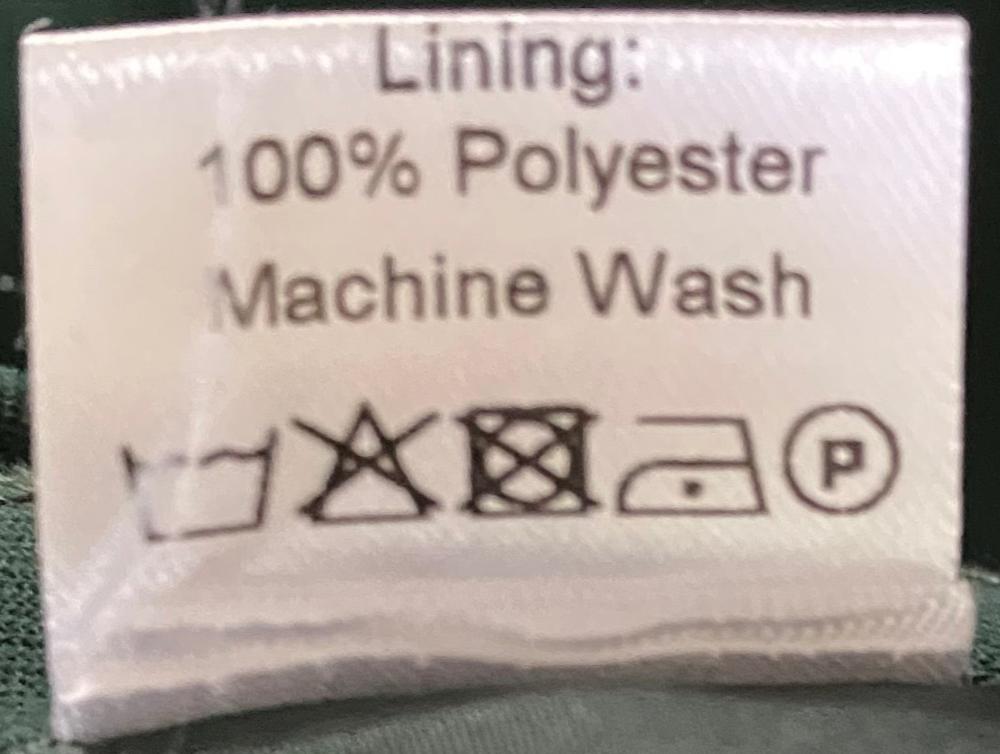 Lining:
100% Polyester
Machine Wash
P